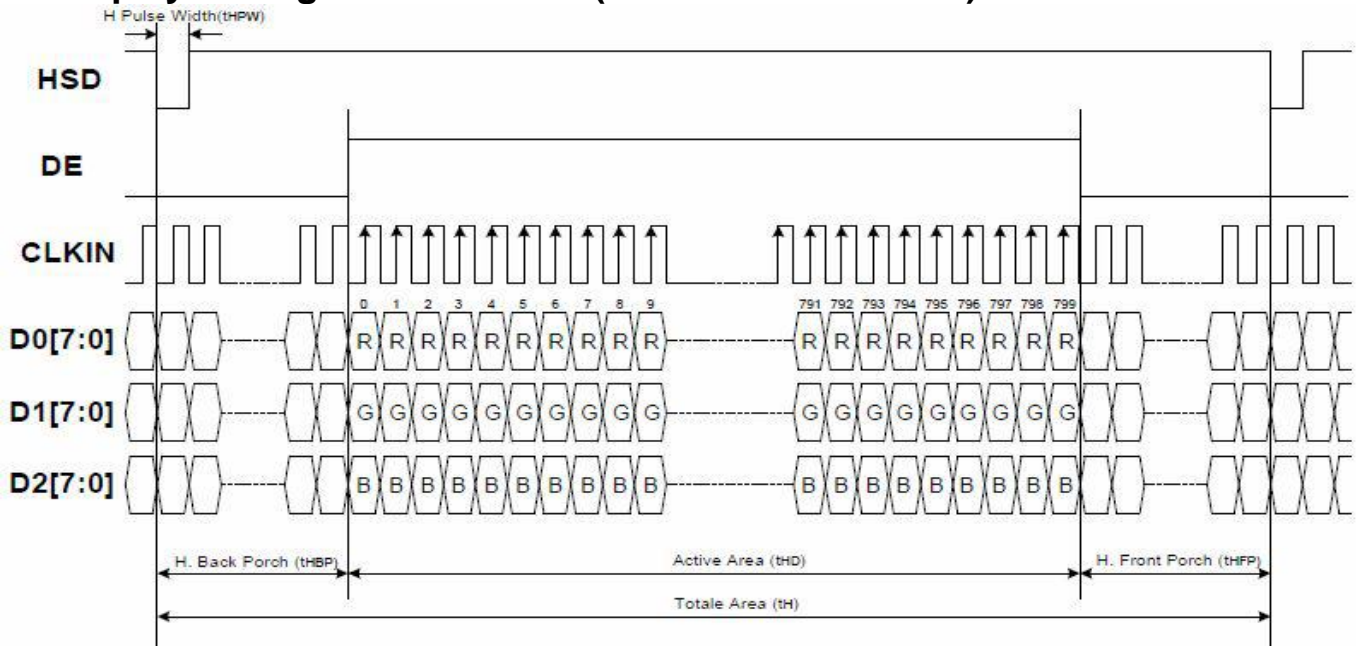 H Pulse Width(tHPW)
HSD
DE
CLKIN
0 1 2 3 4 5 6 7 8 9 791 792 793 794 795 796 797 798 799
D0[7:0] R R R R R R R R R R R R R R R R R R R
D1[7:0] G G G G G G G G G G G G G G G G G G G
D2[7:0] B B B B B B B B B B B B B B B B B B B
H. Back Porch (tHBP) Active Area (tHD) H. Front Porch (tHFP)
Totale Area (tH)